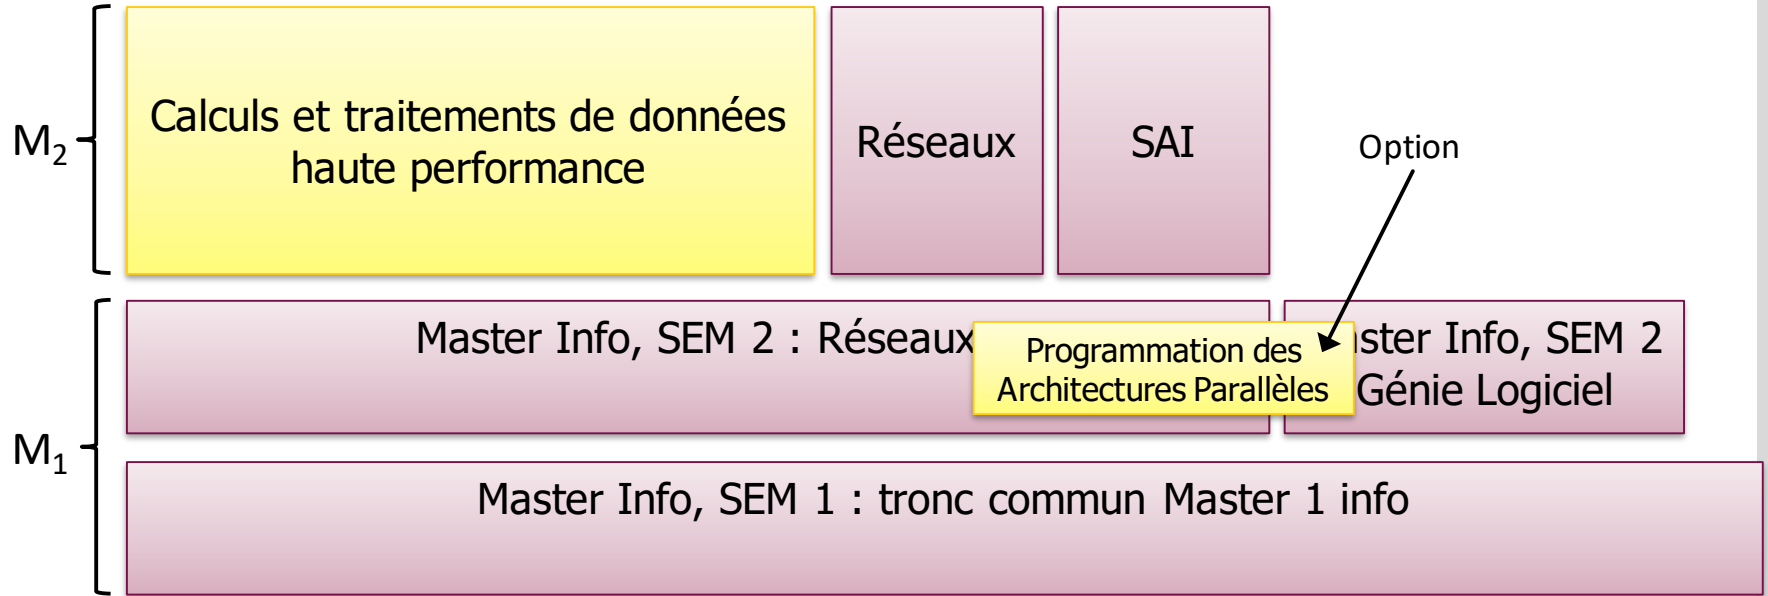 M2
Calculs et traitements de données
haute performance
Réseaux
SAI
Option
M1
Master Info, SEM 2 : Réseaux
Programmation des
Architectures Parallèles
ster Info, SEM 2
Génie Logiciel
Master Info, SEM 1 : tronc commun Master 1 info